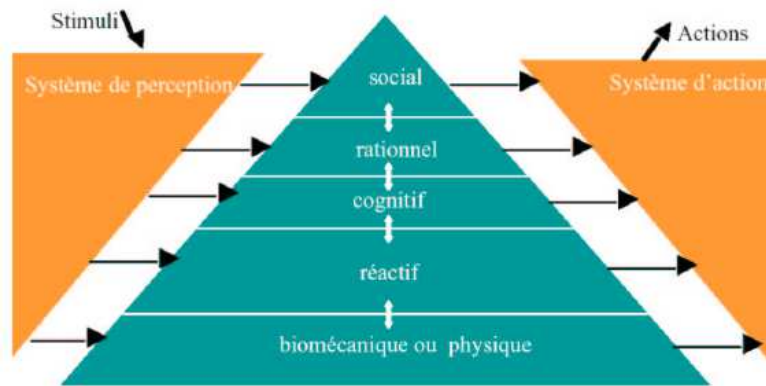 Stimuli
Actions
Système de perception
social
Système d'action
rationnel
cognitif
réactif
biomécanique ou physique